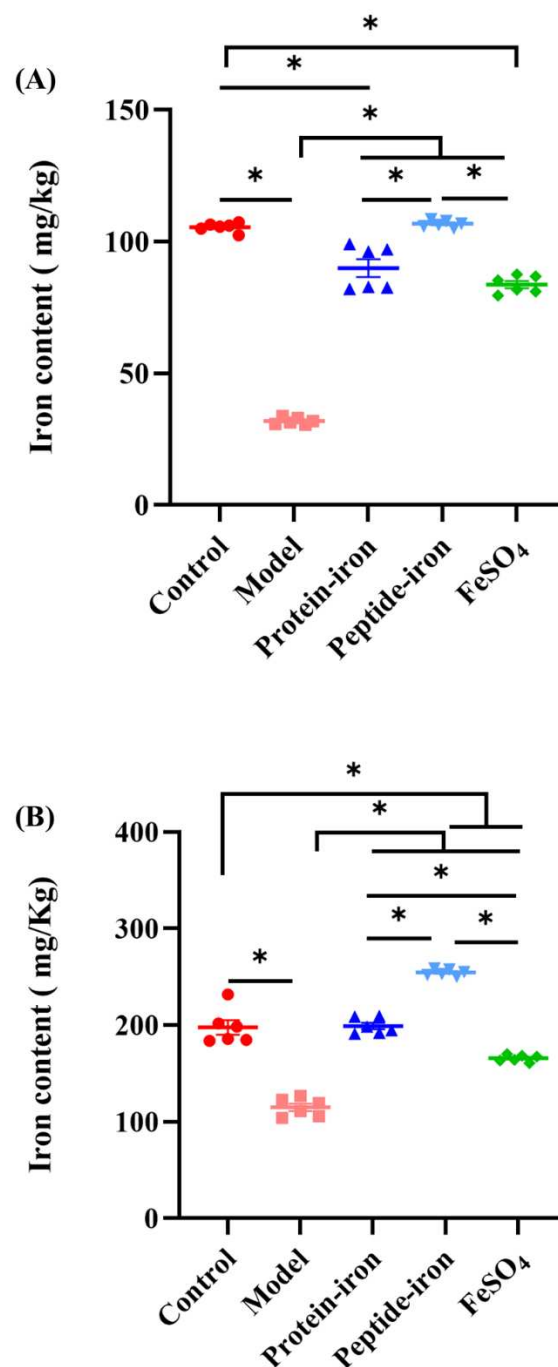 (A)
*
*
*
*
*
*
Iron content ( mg/kg)
150
100
50
0
Control
Model
Protein-iron
Peptide-iron
FeSO₄
(B)
*
*
*
*
*
*
Iron content ( mg/Kg)
400
300
200
100
0
Control
Model
Protein-iron
Peptide-iron
FeSO₄